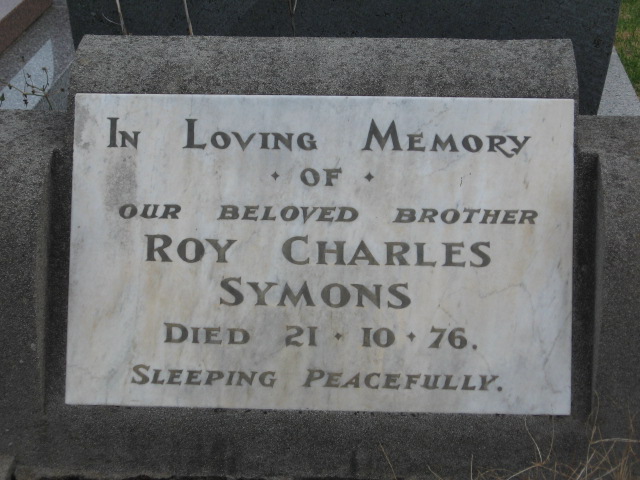 In Loving Memory
· OF ·
OUR BELOVED BROTHER
ROY CHARLES
SYMONS
DIED 21 · 10 · 76.
SLEEPING PEACEFULLY.